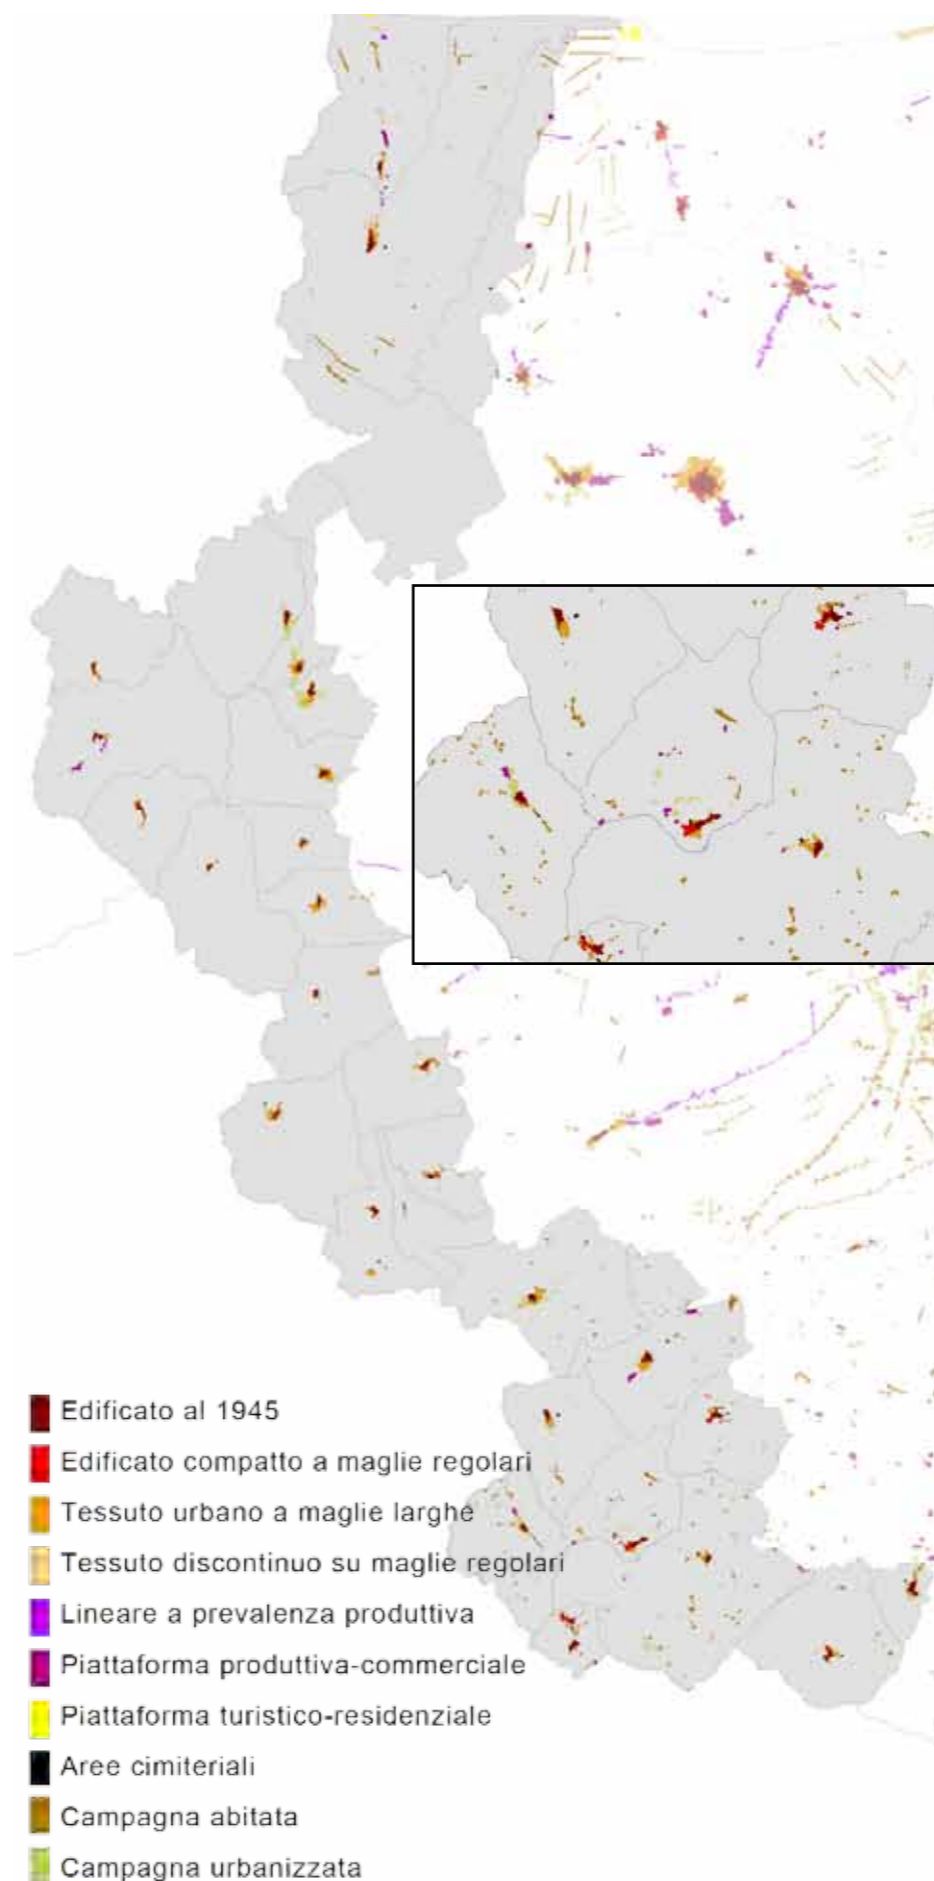 Edificato al 1945
Edificato compatto a maglie regolari
Tessuto urbano a maglie larghe
Tessuto discontinuo su maglie regolari
Lineare a prevalenza produttiva
Piattaforma produttiva-commerciale
Piattaforma turistico-residenziale
Aree cimiteriali
Campagna abitata
Campagna urbanizzata